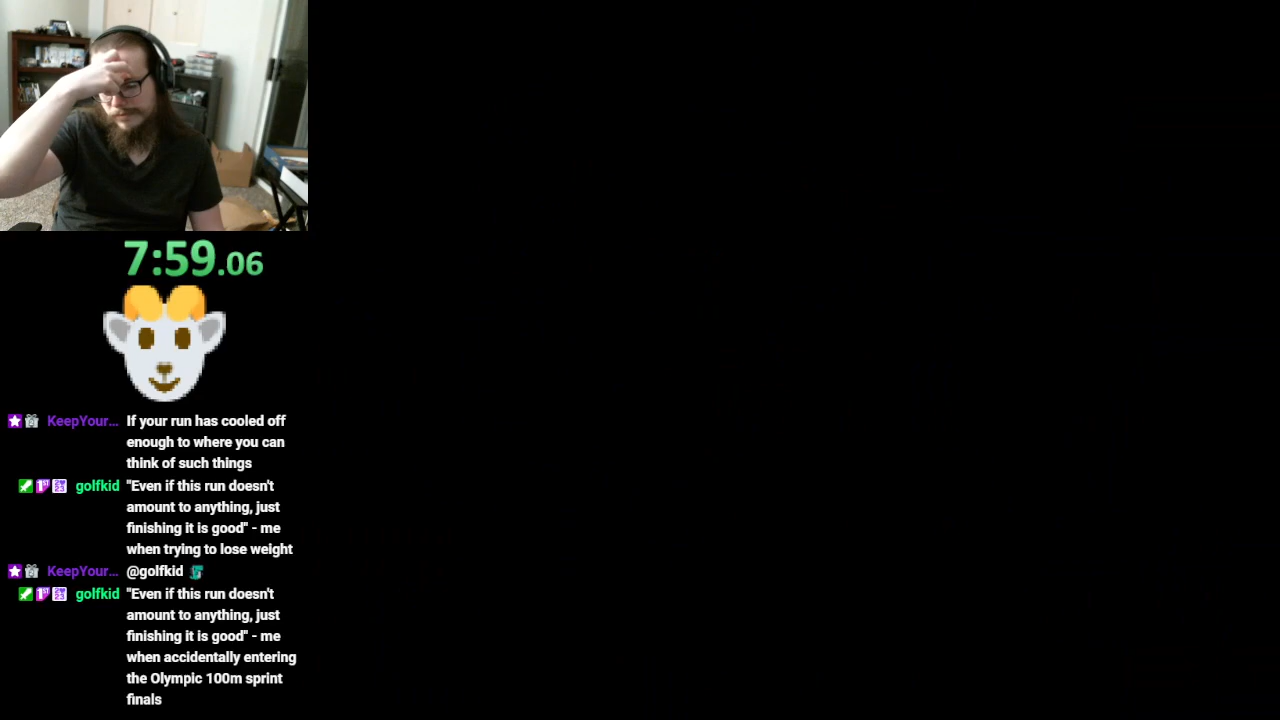 7:59.06
KeepYour... If your run has cooled off
enough to where you can
think of such things
golfkid "Even if this run doesn't
amount to anything, just
finishing it is good" - me
when trying to lose weight
KeepYour... @golfkid
golfkid "Even if this run doesn't
amount to anything, just
finishing it is good" - me
when accidentally entering
the Olympic 100m sprint
finals